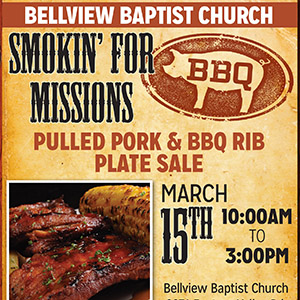 BELLVIEW BAPTIST CHURCH
SMOKIN' FOR
MISSIONS
BBQ
PULLED PORK & BBQ RIB
PLATE SALE
MARCH
15TH 10:00AM
TO
3:00PM
Bellview Baptist Church